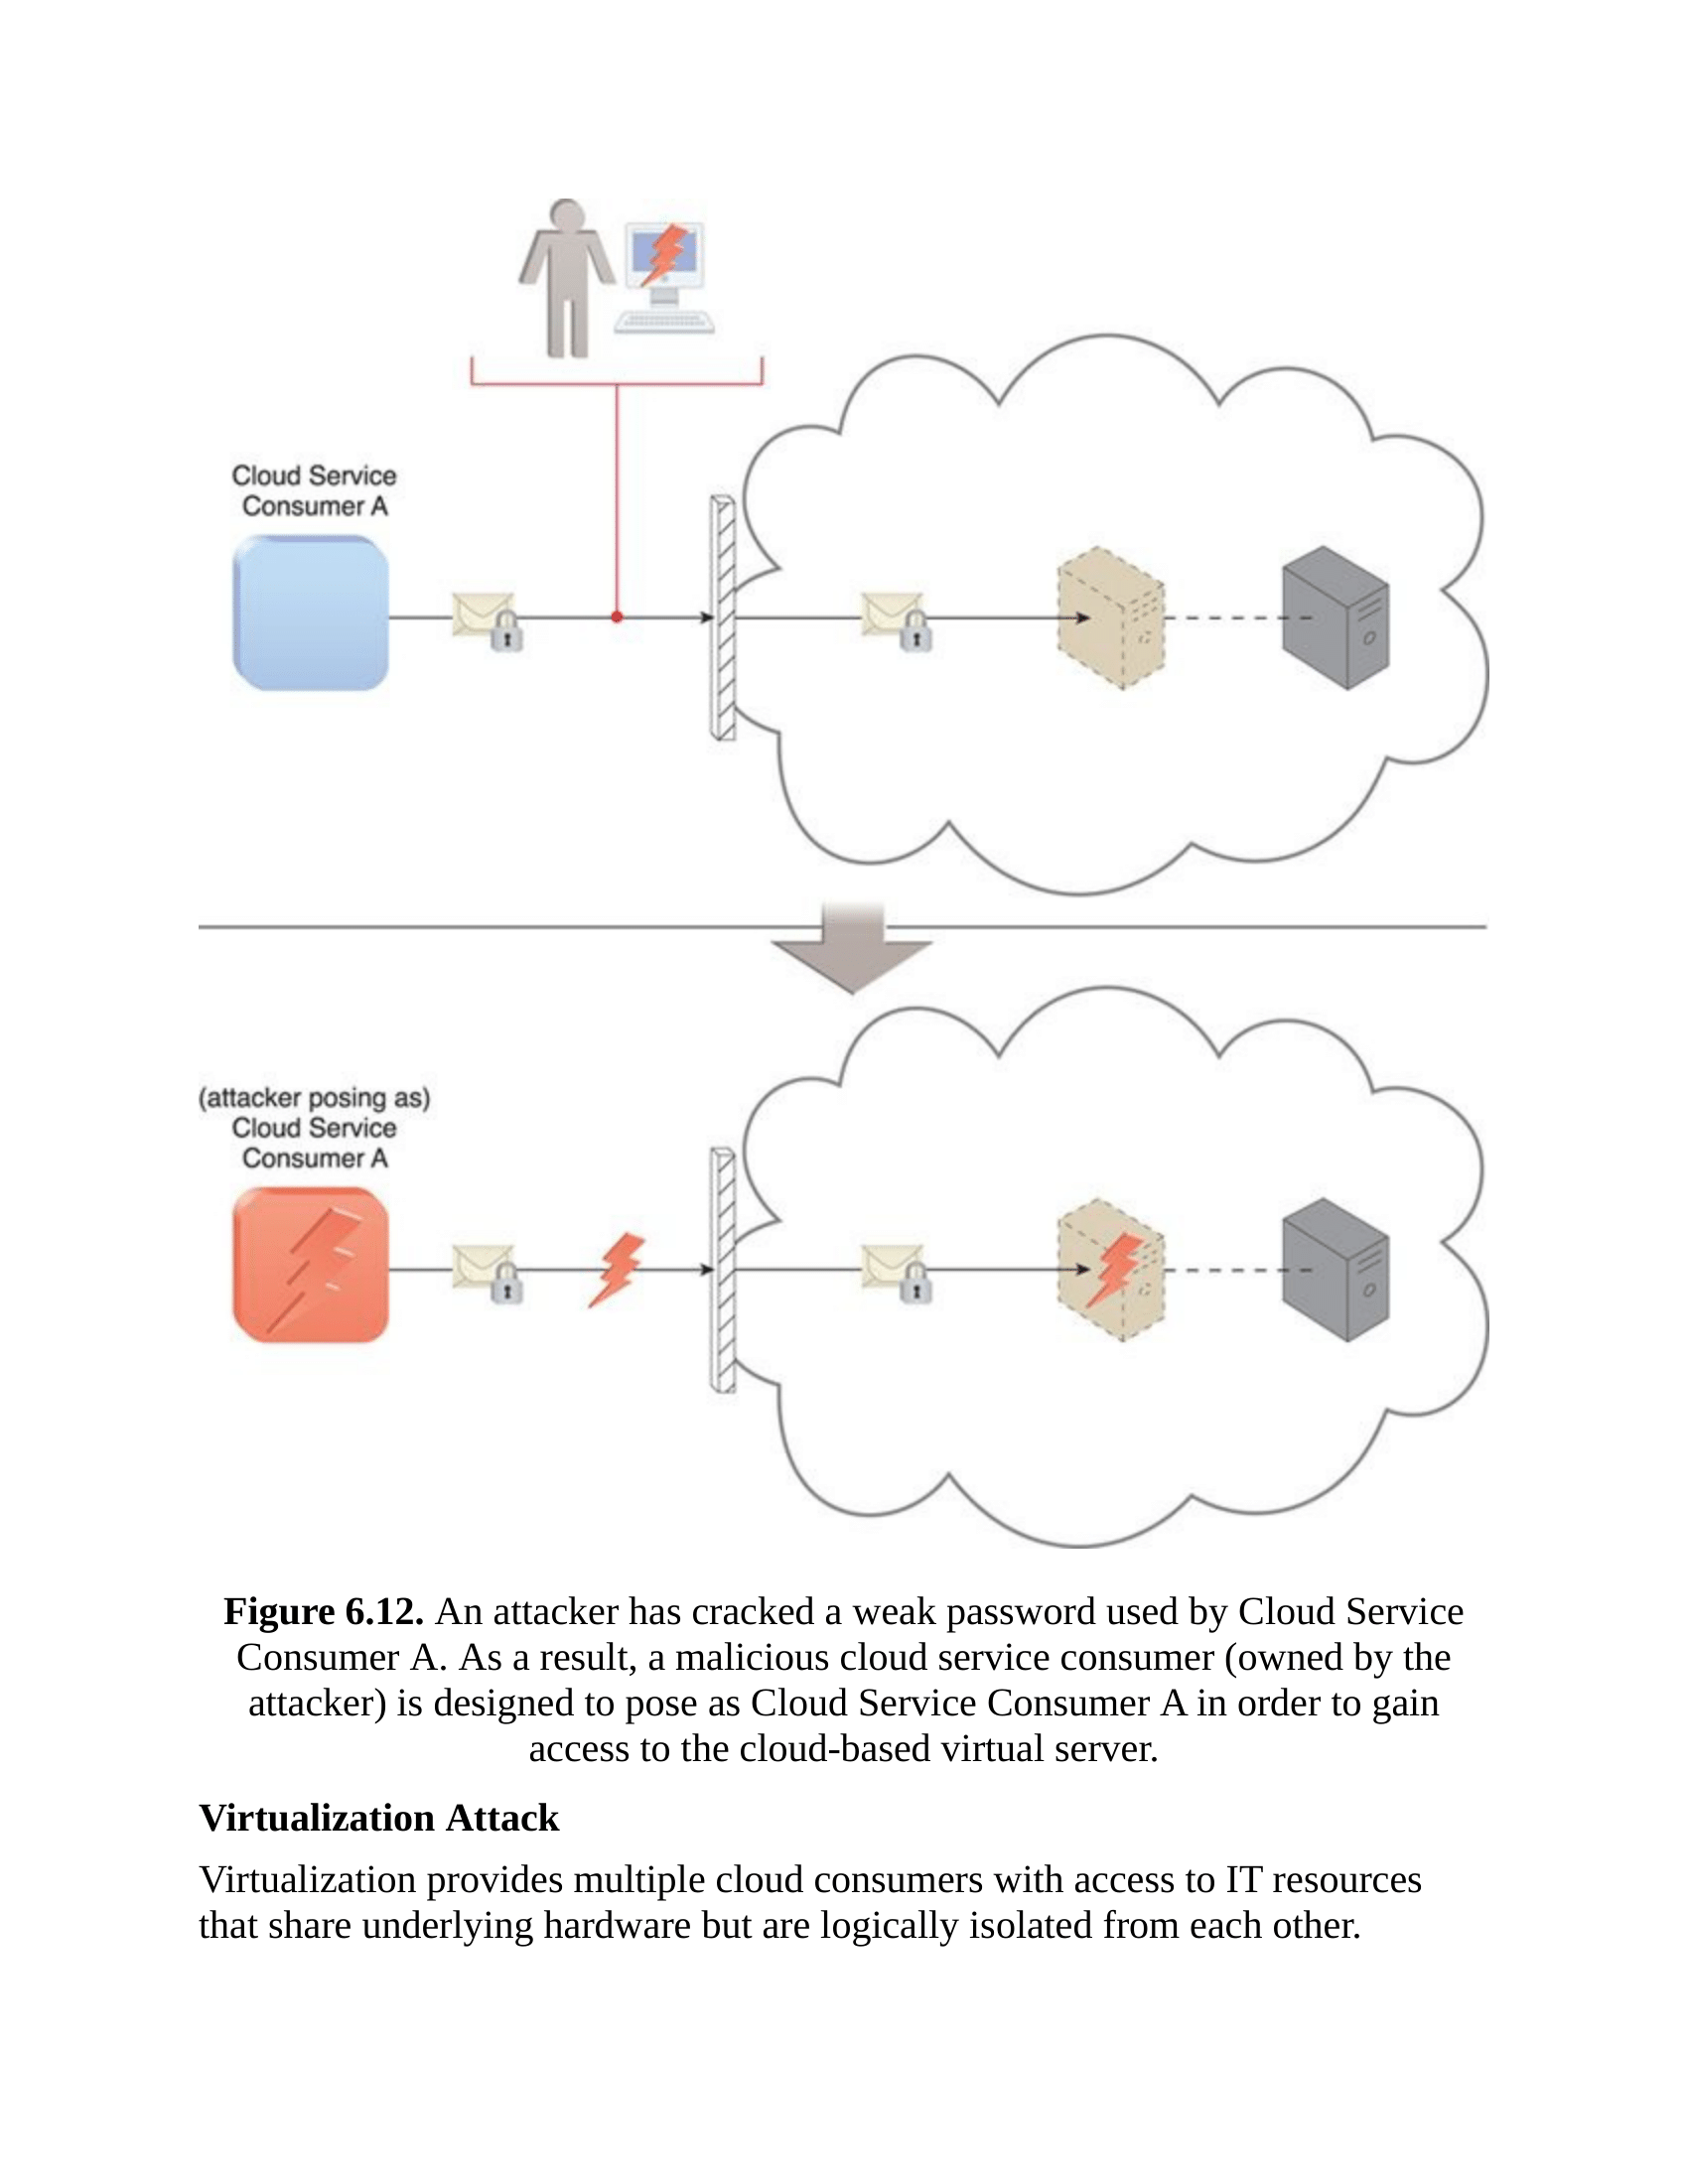 Cloud Service
Consumer A
(attacker posing as)
Cloud Service
Consumer A
Figure 6.12. An attacker has cracked a weak password used by Cloud Service
Consumer A. As a result, a malicious cloud service consumer (owned by the
attacker) is designed to pose as Cloud Service Consumer A in order to gain
access to the cloud-based virtual server.
Virtualization Attack
Virtualization provides multiple cloud consumers with access to IT resources
that share underlying hardware but are logically isolated from each other.